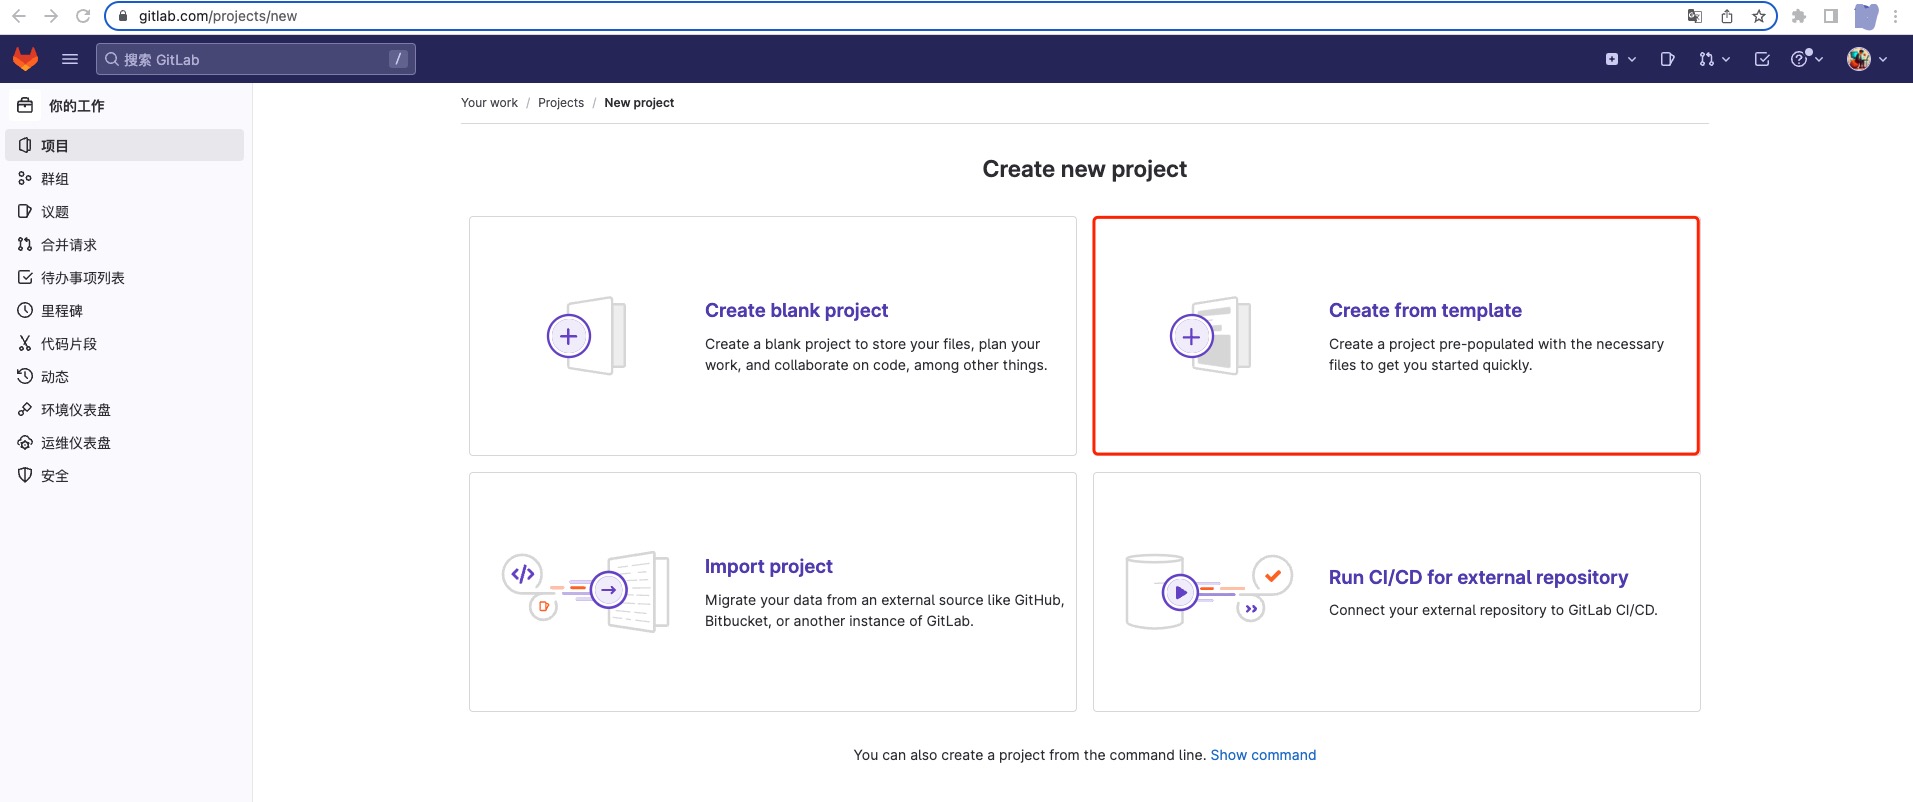 gitlab.com/projects/new
搜索 GitLab
/
你的工作
项目
群组
议题
合并请求
待办事项列表
里程碑
代码片段
动态
环境仪表盘
运维仪表盘
安全
Your work / Projects / New project
Create new project
Create blank project
Create a blank project to store your files, plan your
work, and collaborate on code, among other things.
Create from template
Create a project pre-populated with the necessary
files to get you started quickly.
Import project
Migrate your data from an external source like GitHub,
Bitbucket, or another instance of GitLab.
Run CI/CD for external repository
Connect your external repository to GitLab CI/CD.
You can also create a project from the command line. Show command